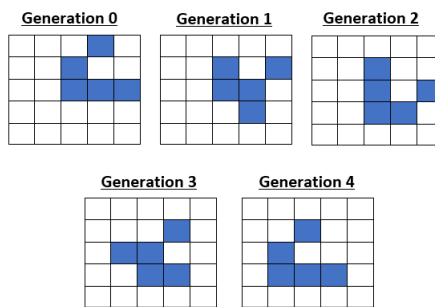 Generation 0
Generation 1
Generation 2
Generation 3
Generation 4